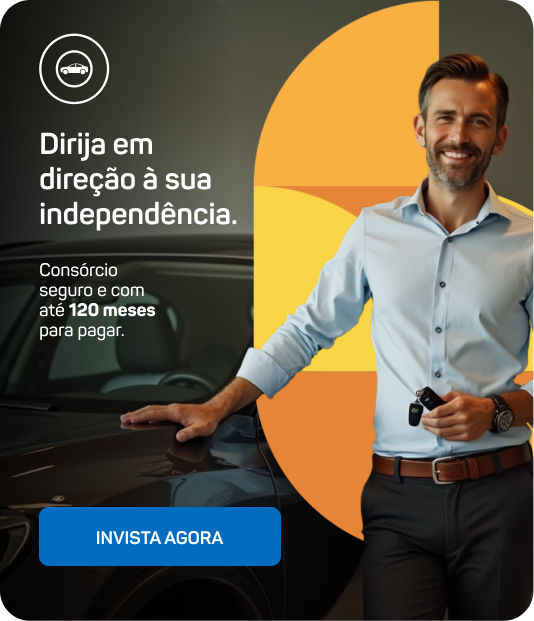 Dirija em
direção à sua
independência.
Consórcio
seguro e com
até 120 meses
para pagar.
INVISTA AGORA